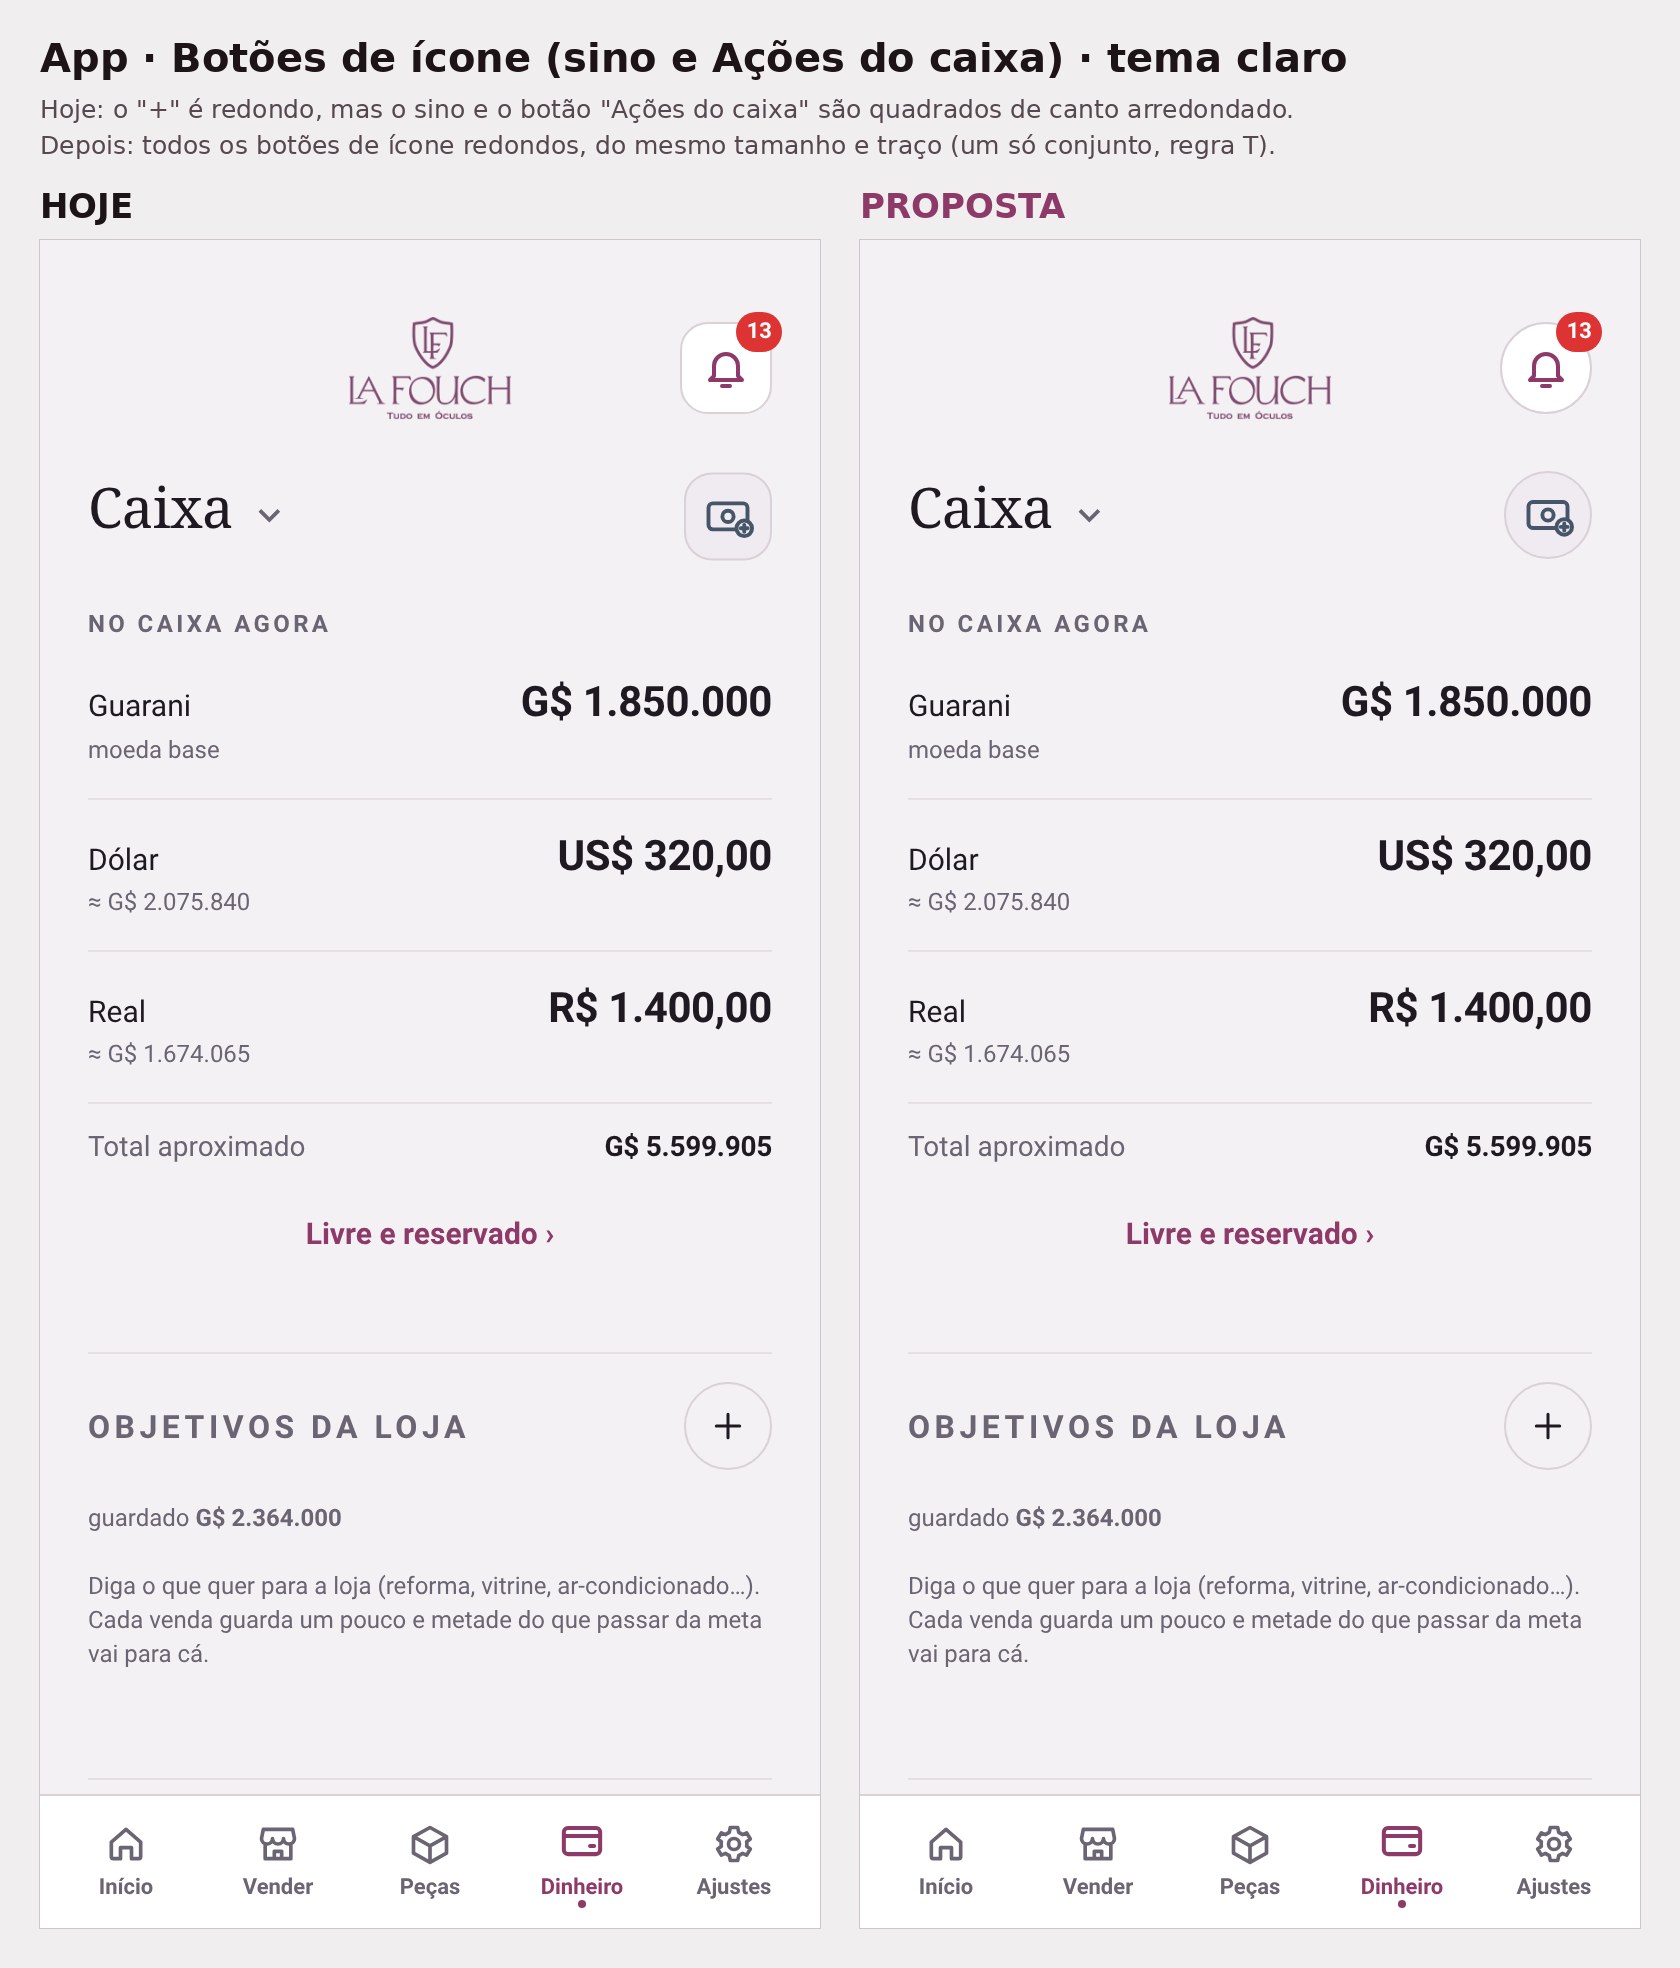 App · Botões de ícone (sino e Ações do caixa) · tema claro
Hoje: o "+" é redondo, mas o sino e o botão "Ações do caixa" são quadrados de canto arredondado.
Depois: todos os botões de ícone redondos, do mesmo tamanho e traço (um só conjunto, regra T).
HOJE
LF
LA FOUCH
TUDO EM ÓCULOS
13
Caixa
NO CAIXA AGORA
Guarani
G$ 1.850.000
moeda base
Dólar
US$ 320,00
≈ G$ 2.075.840
Real
R$ 1.400,00
≈ G$ 1.674.065
Total aproximado
G$ 5.599.905
Livre e reservado ›
OBJETIVOS DA LOJA
guardado G$ 2.364.000
Diga o que quer para a loja (reforma, vitrine, ar-condicionado…).
Cada venda guarda um pouco e metade do que passar da meta
vai para cá.
Início
Vender
Peças
Dinheiro
Ajustes
PROPOSTA
LF
LA FOUCH
TUDO EM ÓCULOS
13
Caixa
NO CAIXA AGORA
Guarani
G$ 1.850.000
moeda base
Dólar
US$ 320,00
≈ G$ 2.075.840
Real
R$ 1.400,00
≈ G$ 1.674.065
Total aproximado
G$ 5.599.905
Livre e reservado ›
OBJETIVOS DA LOJA
guardado G$ 2.364.000
Diga o que quer para a loja (reforma, vitrine, ar-condicionado…).
Cada venda guarda um pouco e metade do que passar da meta
vai para cá.
Início
Vender
Peças
Dinheiro
Ajustes